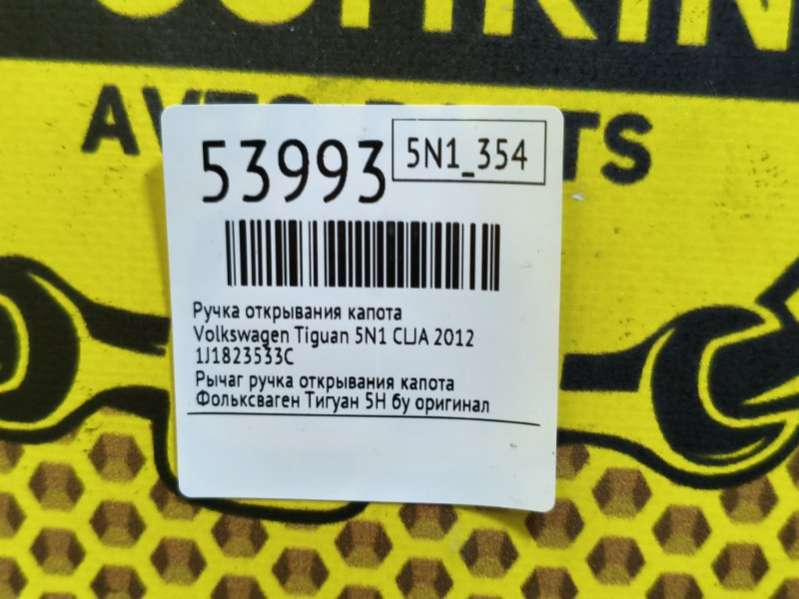 53993
5N1_354
Ручка открывания капота
Volkswagen Tiguan 5N1 CLJA 2012
1J1823533C
Рычаг ручка открывания капота
Фольксваген Тигуан 5Н бу оригинал